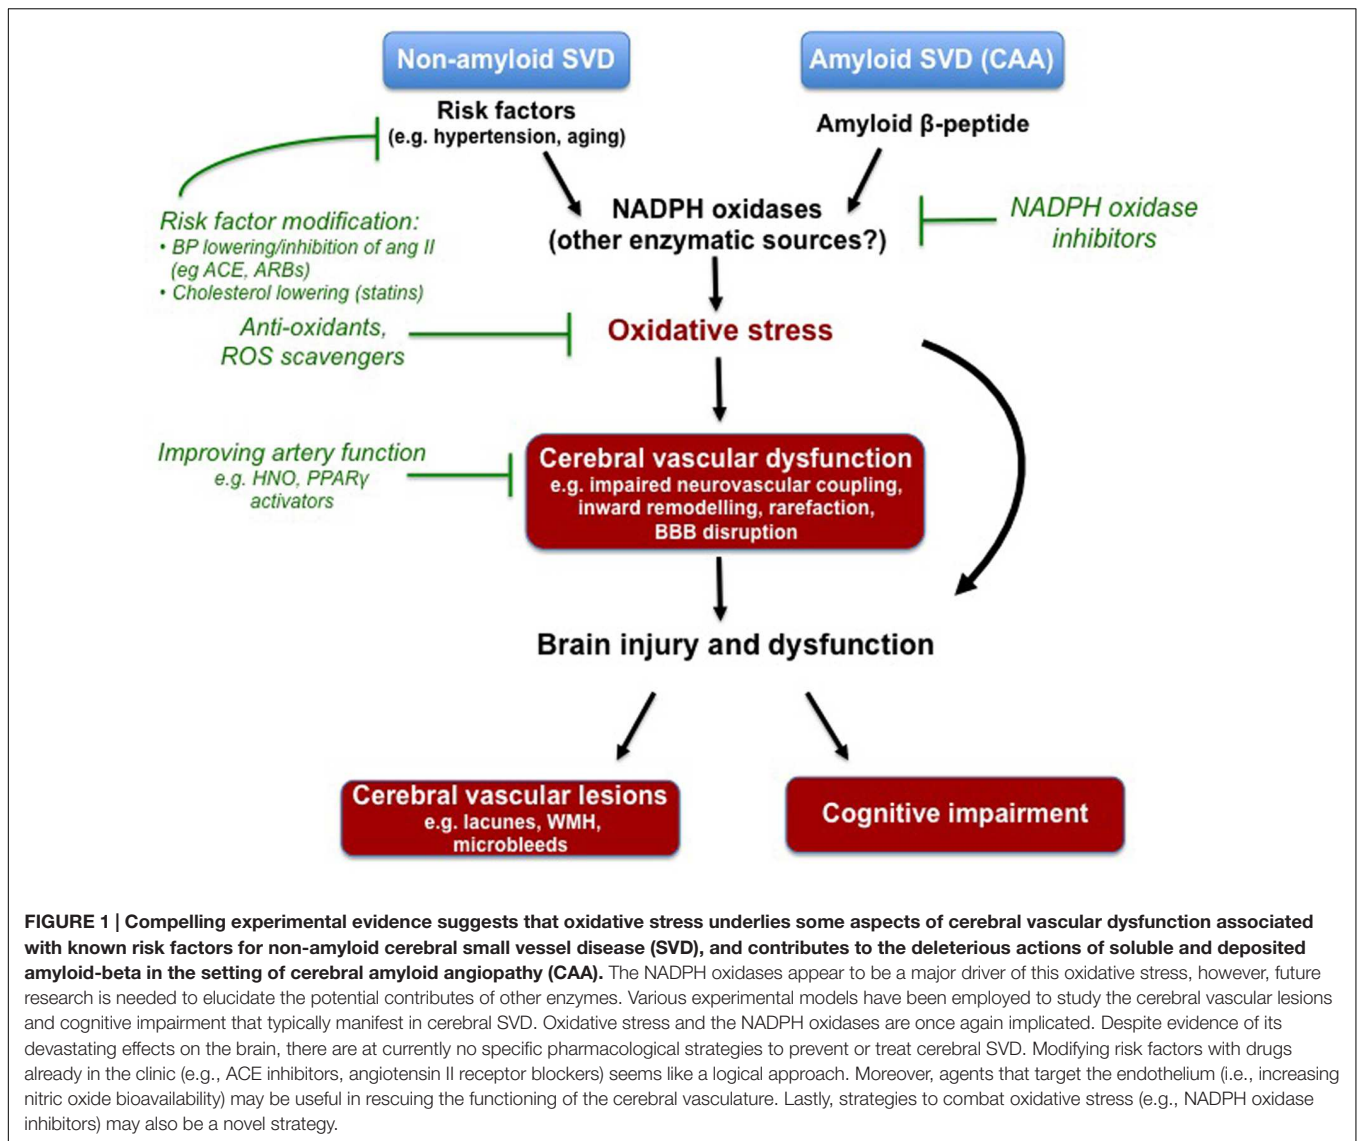 Non-amyloid SVD
Amyloid SVD (CAA)
Risk factors
(e.g. hypertension, aging)
Amyloid β-peptide
NADPH oxidases
(other enzymatic sources?)
NADPH oxidase
inhibitors
Risk factor modification:
• BP lowering/inhibition of ang II
(eg ACE, ARBs)
• Cholesterol lowering (statins)
Anti-oxidants,
ROS scavengers
Oxidative stress
Improving artery function
e.g. HNO, PPARγ
activators
Cerebral vascular dysfunction
e.g. impaired neurovascular coupling,
inward remodelling, rarefaction,
BBB disruption
Brain injury and dysfunction
Cerebral vascular lesions
e.g. lacunes, WMH,
microbleeds
Cognitive impairment
FIGURE 1 | Compelling experimental evidence suggests that oxidative stress underlies some aspects of cerebral vascular dysfunction associated
with known risk factors for non-amyloid cerebral small vessel disease (SVD), and contributes to the deleterious actions of soluble and deposited
amyloid-beta in the setting of cerebral amyloid angiopathy (CAA). The NADPH oxidases appear to be a major driver of this oxidative stress, however, future
research is needed to elucidate the potential contributes of other enzymes. Various experimental models have been employed to study the cerebral vascular lesions
and cognitive impairment that typically manifest in cerebral SVD. Oxidative stress and the NADPH oxidases are once again implicated. Despite evidence of its
devastating effects on the brain, there are at currently no specific pharmacological strategies to prevent or treat cerebral SVD. Modifying risk factors with drugs
already in the clinic (e.g., ACE inhibitors, angiotensin II receptor blockers) seems like a logical approach. Moreover, agents that target the endothelium (i.e., increasing
nitric oxide bioavailability) may be useful in rescuing the functioning of the cerebral vasculature. Lastly, strategies to combat oxidative stress (e.g., NADPH oxidase
inhibitors) may also be a novel strategy.